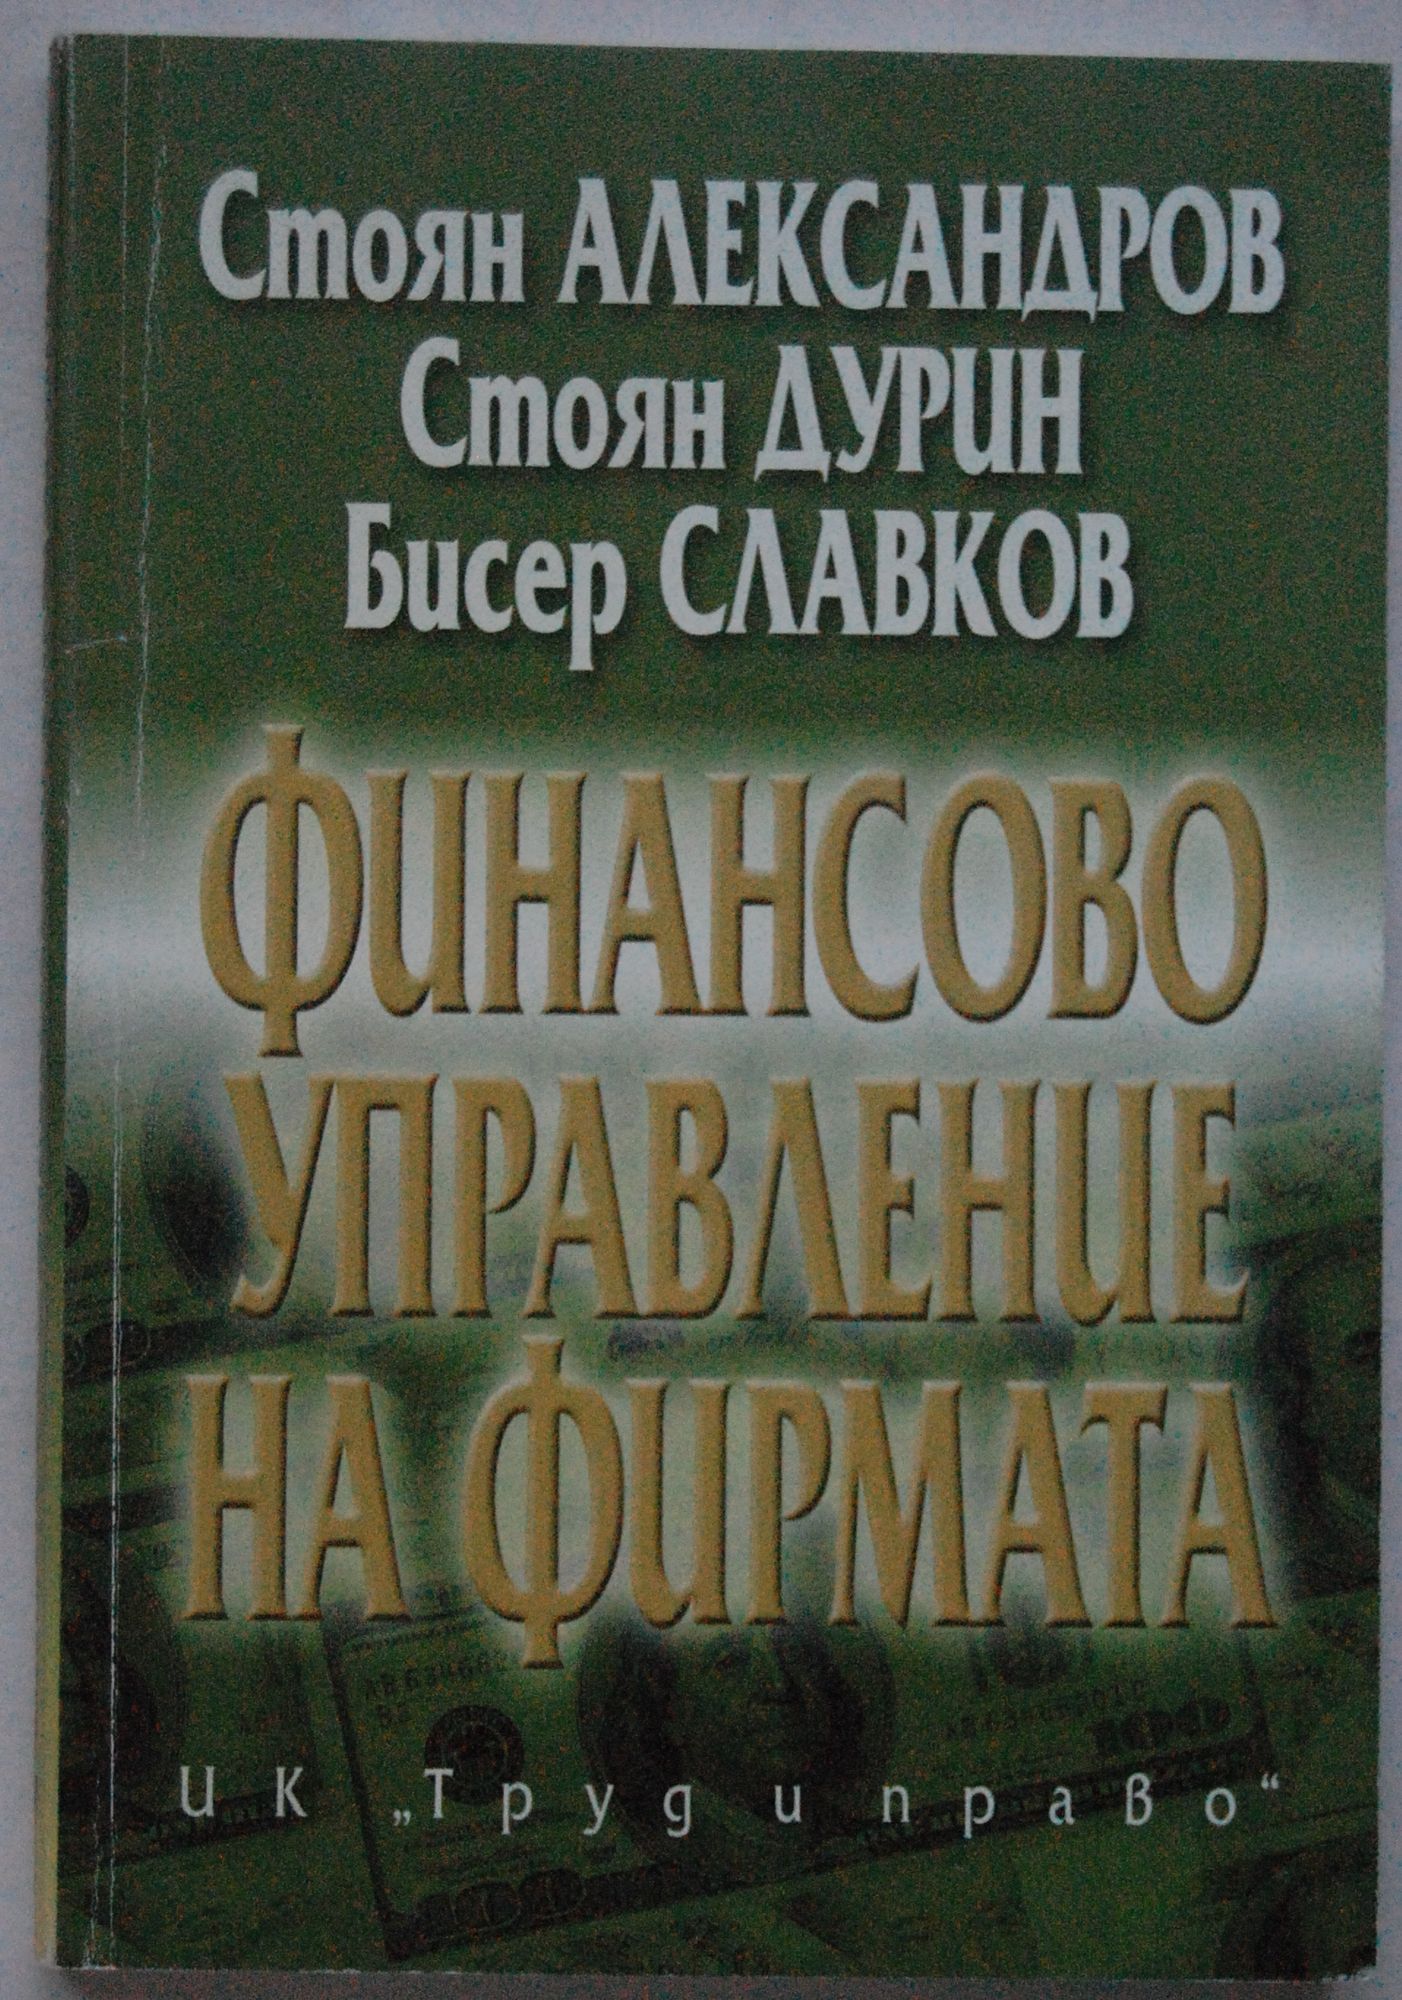 Стоян АЛЕКСАНДРОВ
Стоян ДУРИН
Бисер СЛАВКОВ
ФИНАНСОВО
УПРАВЛЕНИЕ
НА ФИРМАТА
ИК „Труд и право“